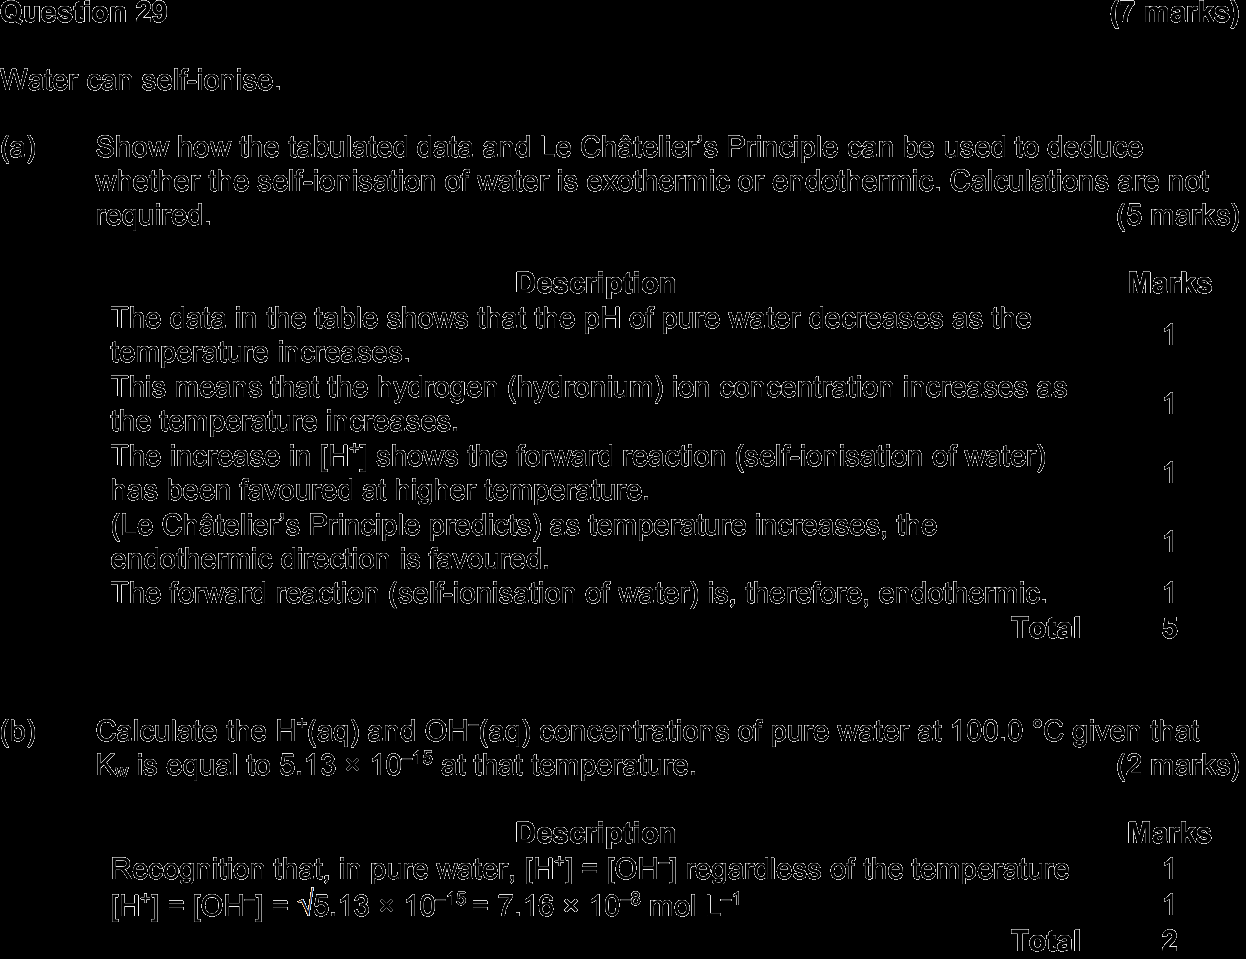 Question 29 (7 marks)
Water can self-ionise.
(a) Show how the tabulated data and Le Châtelier's Principle can be used to deduce
whether the self-ionisation of water is exothermic or endothermic. Calculations are not
required. (5 marks)
Description Marks
The data in the table shows that the pH of pure water decreases as the
temperature increases. 1
This means that the hydrogen (hydronium) ion concentration increases as
the temperature increases. 1
The increase in [H⁺] shows the forward reaction (self-ionisation of water)
has been favoured at higher temperature. 1
(Le Châtelier's Principle predicts) as temperature increases, the
endothermic direction is favoured. 1
The forward reaction (self-ionisation of water) is, therefore, endothermic. 1
Total 5
(b) Calculate the H⁺(aq) and OH⁻(aq) concentrations of pure water at 100.0 °C given that
K_w is equal to 5.13 × 10⁻¹⁵ at that temperature. (2 marks)
Description Marks
Recognition that, in pure water, [H⁺] = [OH⁻] regardless of the temperature 1
[H⁺] = [OH⁻] = √5.13 × 10⁻¹⁵ = 7.16 × 10⁻⁸ mol L⁻¹ 1
Total 2